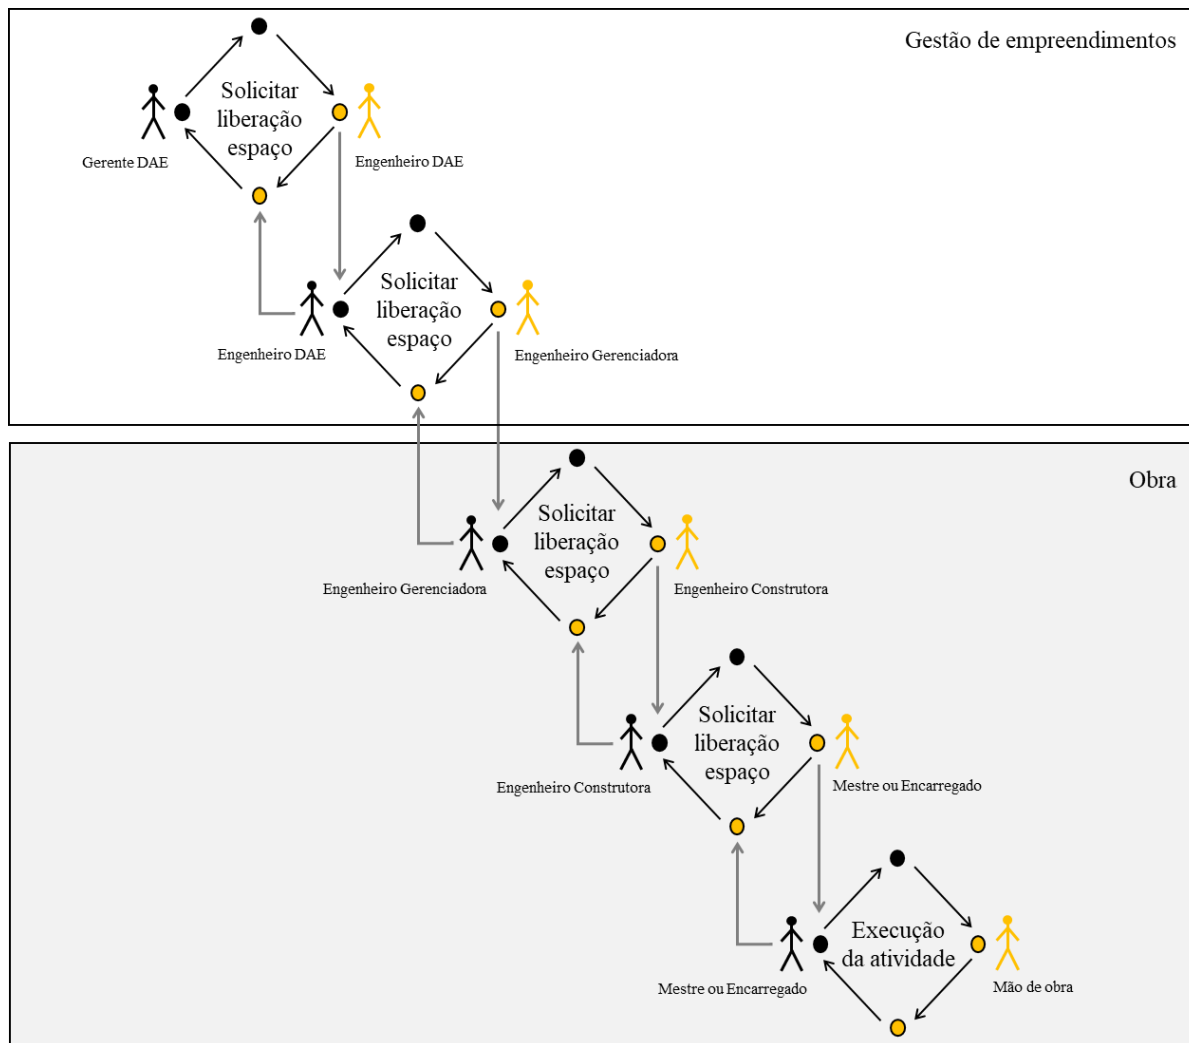 Gestão de empreendimentos
Solicitar
liberação
espaço
Gerente DAE
Engenheiro DAE
Solicitar
liberação
espaço
Engenheiro DAE
Engenheiro Gerenciadora
Obra
Solicitar
liberação
espaço
Engenheiro Gerenciadora
Engenheiro Construtora
Solicitar
liberação
espaço
Engenheiro Construtora
Mestre ou Encarregado
Execução
da atividade
Mestre ou Encarregado
Mão de obra